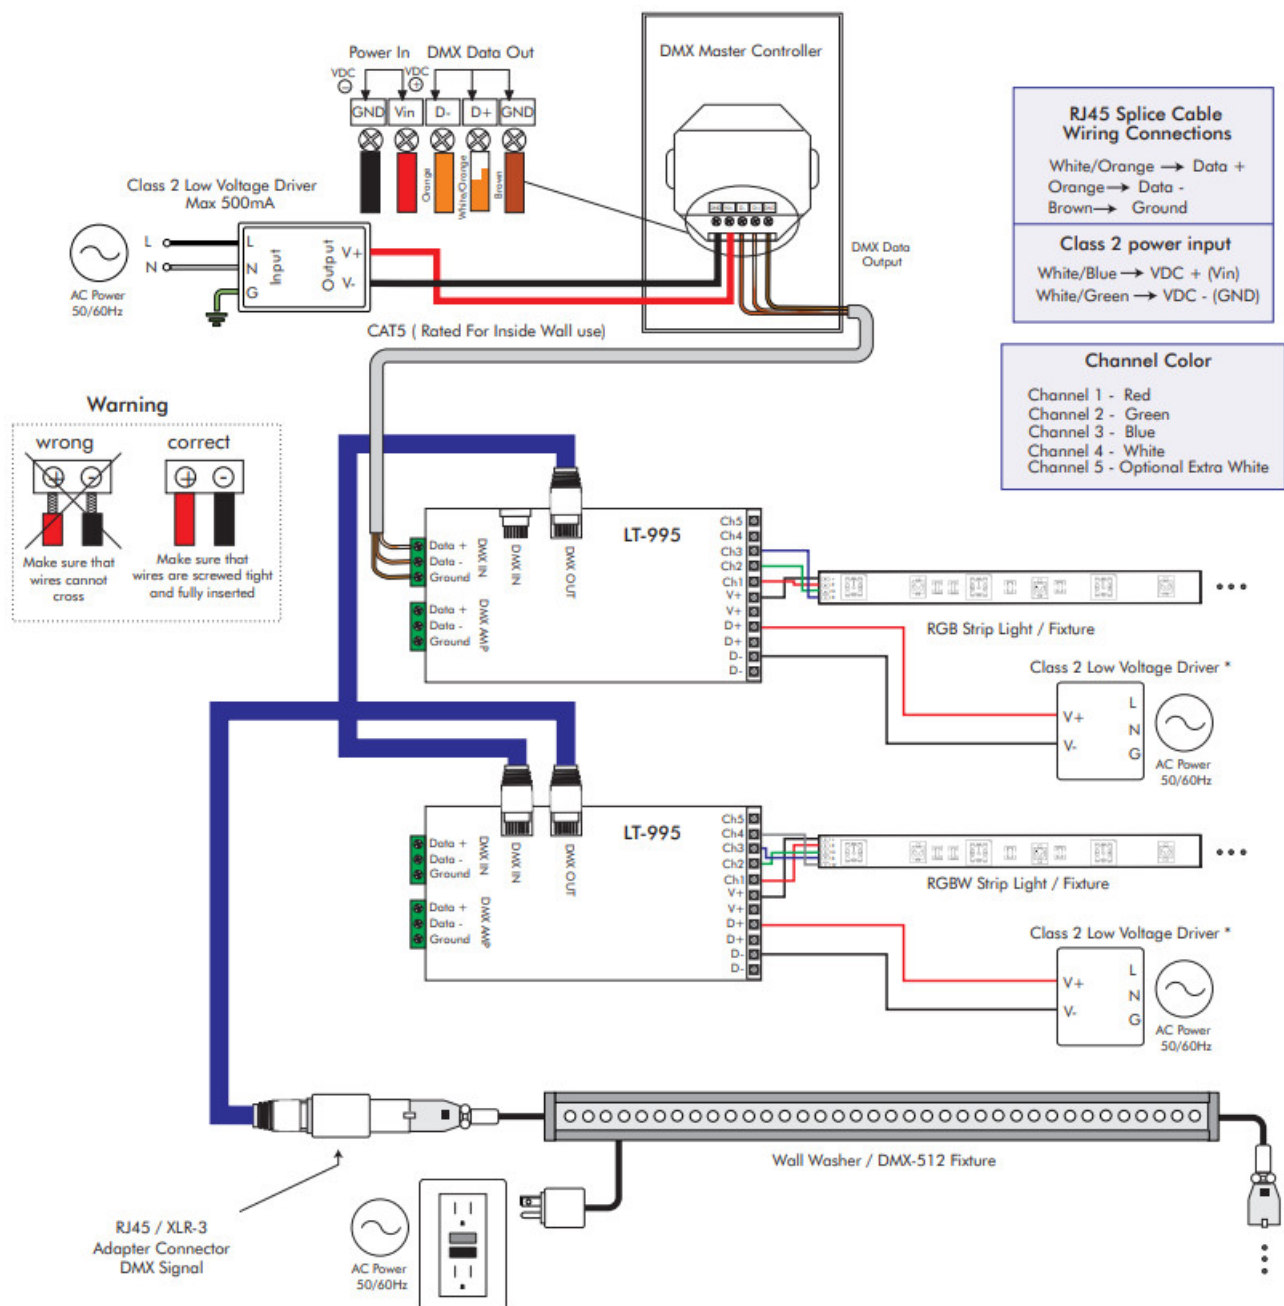 Power In
DMX Data Out
VDC
VDC
GND
Vin
D-
D+
GND
Orange
White/Orange
Brown
DMX Master Controller
GND
Vin
D-
D+
GND
DMX Data
Output
Class 2 Low Voltage Driver
Max 500mA
L
N
L
N
G
Input
Output
V+
V-
AC Power
50/60Hz
CAT5 ( Rated For Inside Wall use)
RJ45 Splice Cable
Wiring Connections
White/Orange → Data +
Orange→ Data -
Brown→ Ground
Class 2 power input
White/Blue → VDC + (Vin)
White/Green → VDC - (GND)
Channel Color
Channel 1 - Red
Channel 2 - Green
Channel 3 - Blue
Channel 4 - White
Channel 5 - Optional Extra White
Warning
wrong
correct
+
-
+
-
Make sure that
wires cannot
cross
Make sure that
wires are screwed tight
and fully inserted
LT-995
Data +
Data -
Ground
DMX IN
Data +
Data -
Ground
DMX AMP
DMX IN
DMX OUT
Ch5
Ch4
Ch3
Ch2
Ch1
V+
V+
D+
D+
D-
D-
RGB Strip Light / Fixture
Class 2 Low Voltage Driver *
V+
V-
L
N
G
AC Power
50/60Hz
LT-995
Data +
Data -
Ground
DMX IN
Data +
Data -
Ground
DMX AMP
DMX IN
DMX OUT
Ch5
Ch4
Ch3
Ch2
Ch1
V+
V+
D+
D+
D-
D-
RGBW Strip Light / Fixture
Class 2 Low Voltage Driver *
V+
V-
L
N
G
AC Power
50/60Hz
Wall Washer / DMX-512 Fixture
RJ45 / XLR-3
Adapter Connector
DMX Signal
AC Power
50/60Hz